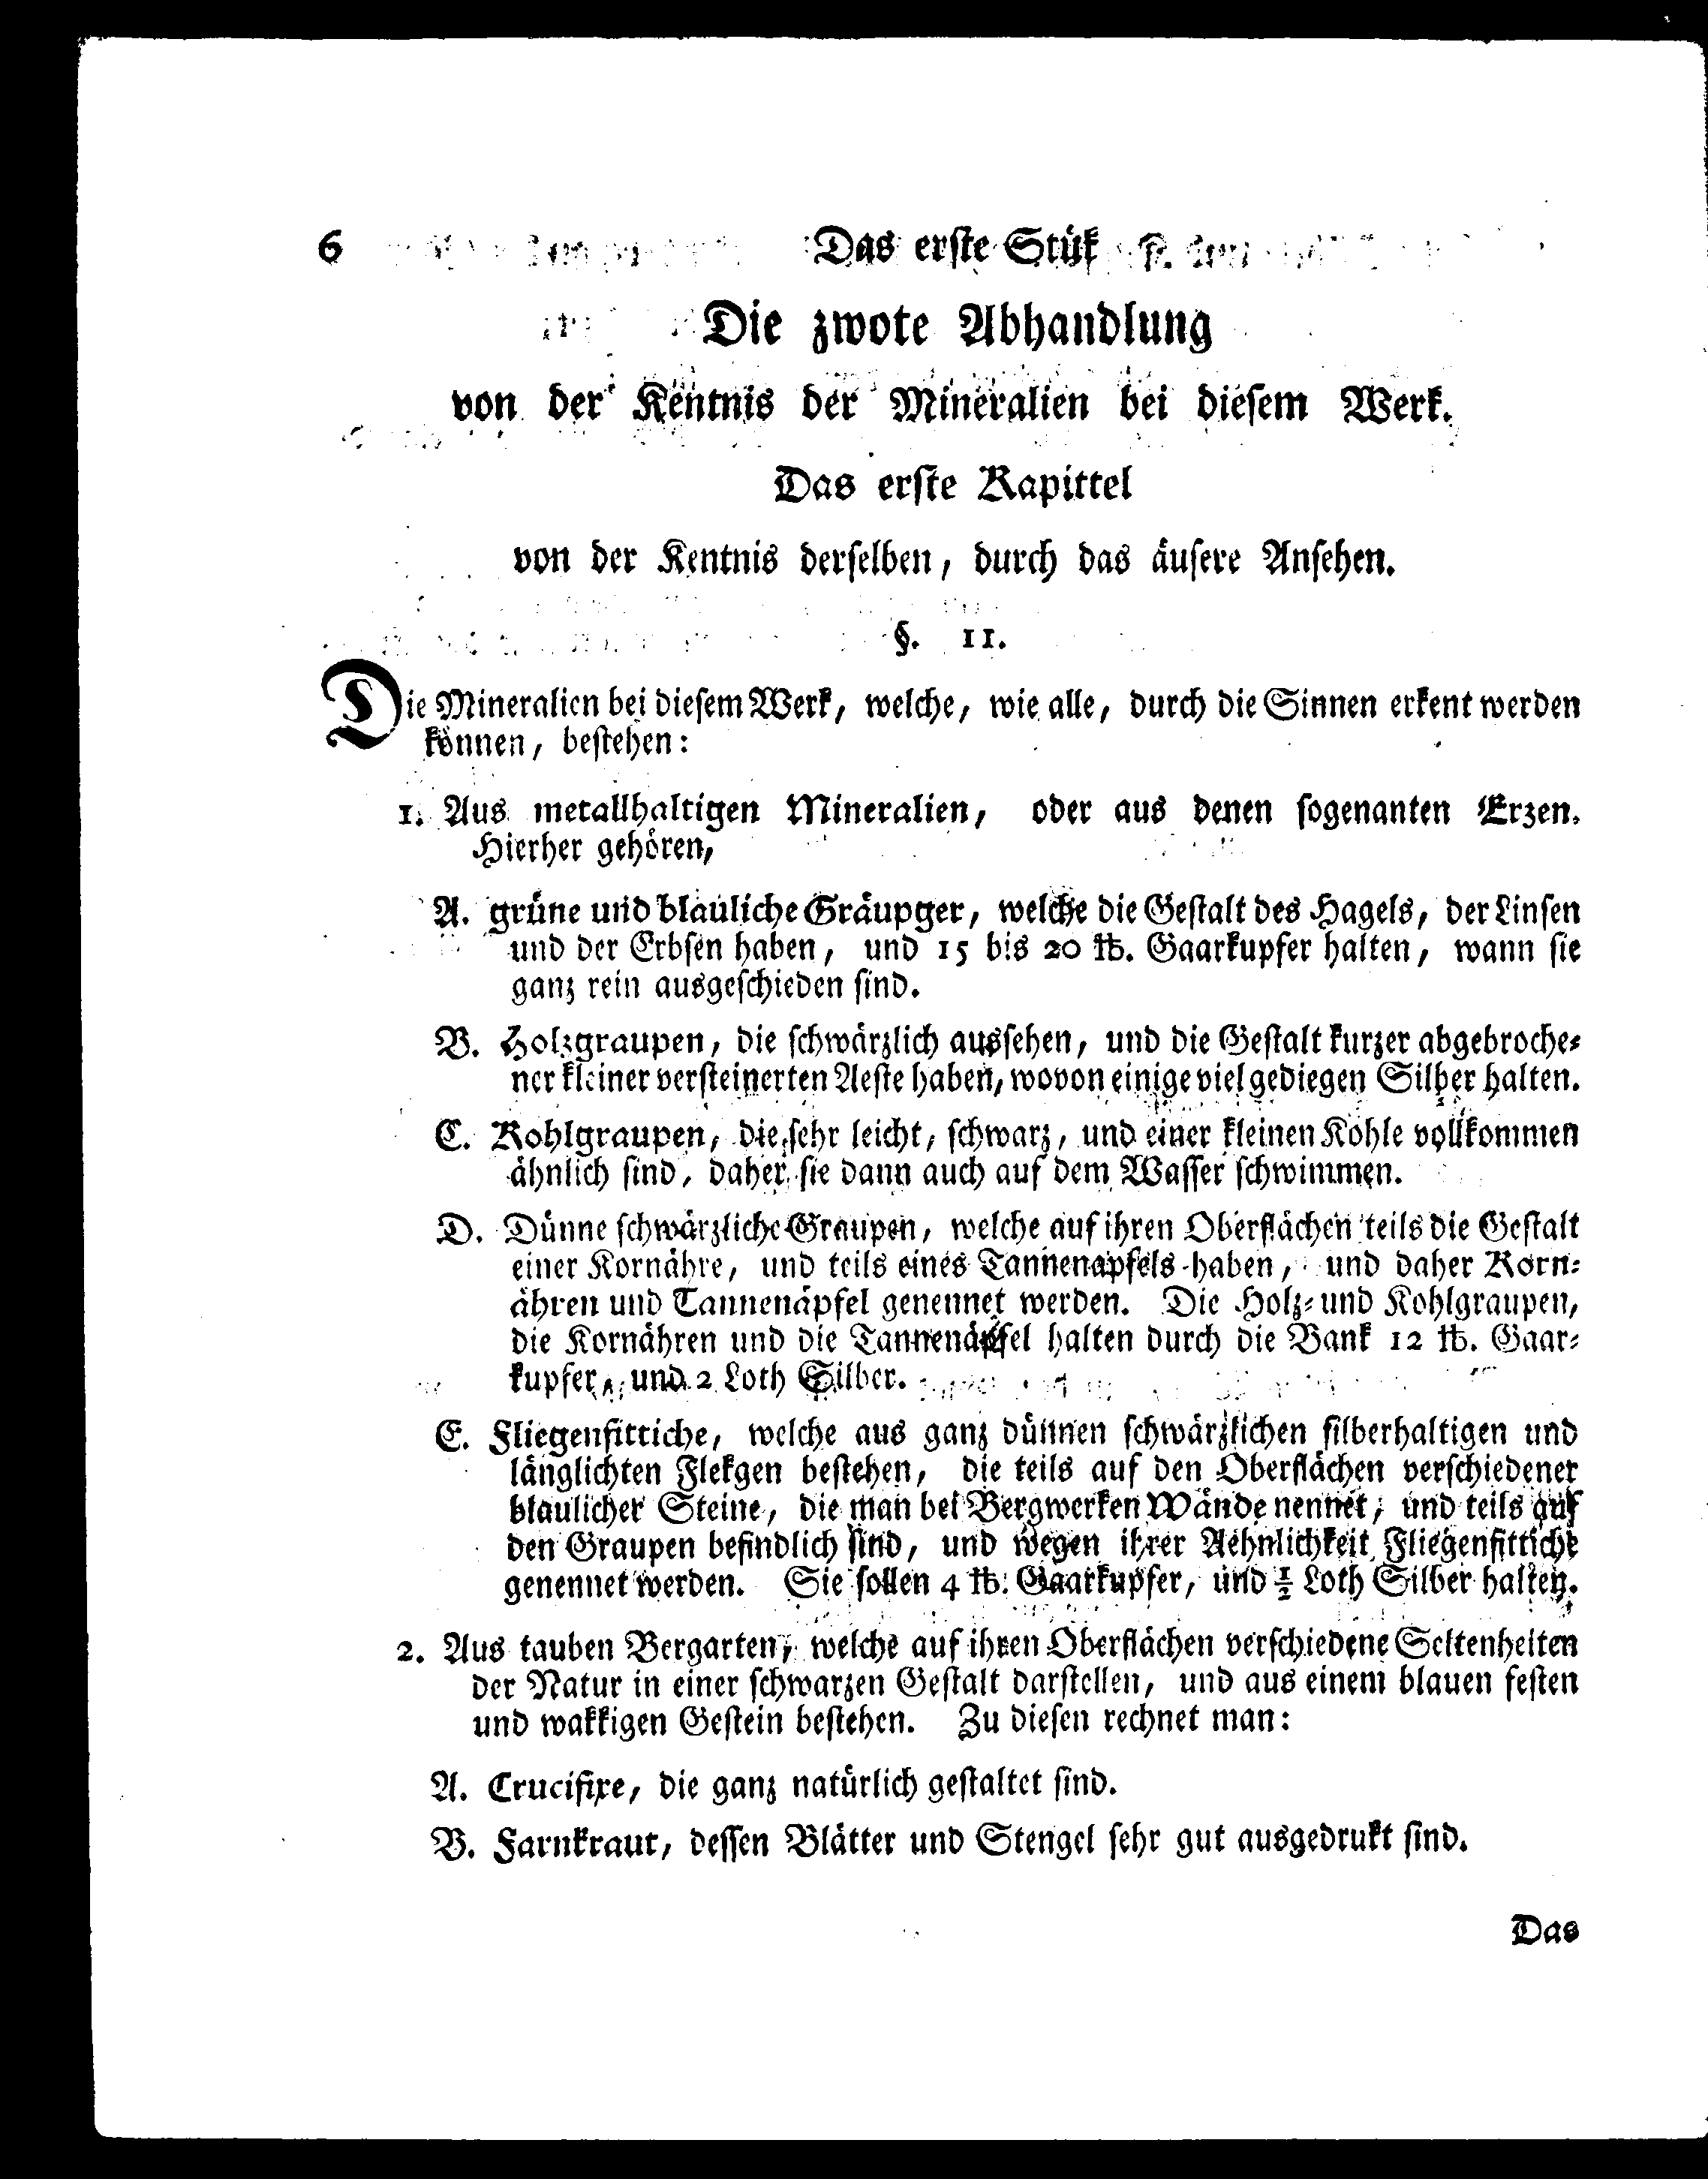 6 Das erste Stük
Die zwote Abhandlung
von der Kentnis der Mineralien bei diesem Werk.
Das erste Kapittel
von der Kentnis derselben, durch das äusere Ansehen.
§. 11.
Die Mineralien bei diesem Werk, welche, wie alle, durch die Sinnen erkent werden
können, bestehen:
1. Aus metallhaltigen Mineralien, oder aus denen sogenanten Erzen.
Hierher gehören,
A. grüne und blauliche Gräupger, welche die Gestalt des Hagels, der Linsen
und der Erbsen haben, und 15 bis 20 ℔. Gaarkupfer halten, wann sie
ganz rein ausgeschieden sind.
B. Holzgraupen, die schwärzlich aussehen, und die Gestalt kurzer abgebroche-
ner kleiner versteinerten Aeste haben, wovon einige viel gediegen Silber halten.
C. Kohlgraupen, die sehr leicht, schwarz, und einer kleinen Kohle vollkommen
ähnlich sind, daher sie dann auch auf dem Wasser schwimmen.
D. Dünne schwärzliche Graupen, welche auf ihren Oberflächen teils die Gestalt
einer Kornähre, und teils eines Tannenapfels haben, und daher Korn-
ähren und Tannenäpfel genennet werden. Die Holz- und Kohlgraupen,
die Kornähren und die Tannenäpfel halten durch die Bank 12 ℔. Gaar-
kupfer, und 2 Loth Silber.
E. Fliegenfittiche, welche aus ganz dünnen schwärzlichen silberhaltigen und
länglichten Flekgen bestehen, die teils auf den Oberflächen verschiedener
blaulicher Steine, die man bei Bergwerken Wände nennet, und teils auf
den Graupen befindlich sind, und wegen ihrer Aehnlichkeit Fliegenfittiche
genennet werden. Sie sollen 4 ℔. Gaarkupfer, und ½ Loth Silber halten.
2. Aus tauben Bergarten, welche auf ihren Oberflächen verschiedene Seltenheiten
der Natur in einer schwarzen Gestalt darstellen, und aus einem blauen festen
und wakkigen Gestein bestehen. Zu diesen rechnet man:
A. Crucifixe, die ganz natürlich gestaltet sind.
B. Farnkraut, dessen Blätter und Stengel sehr gut ausgedrukt sind.
Das